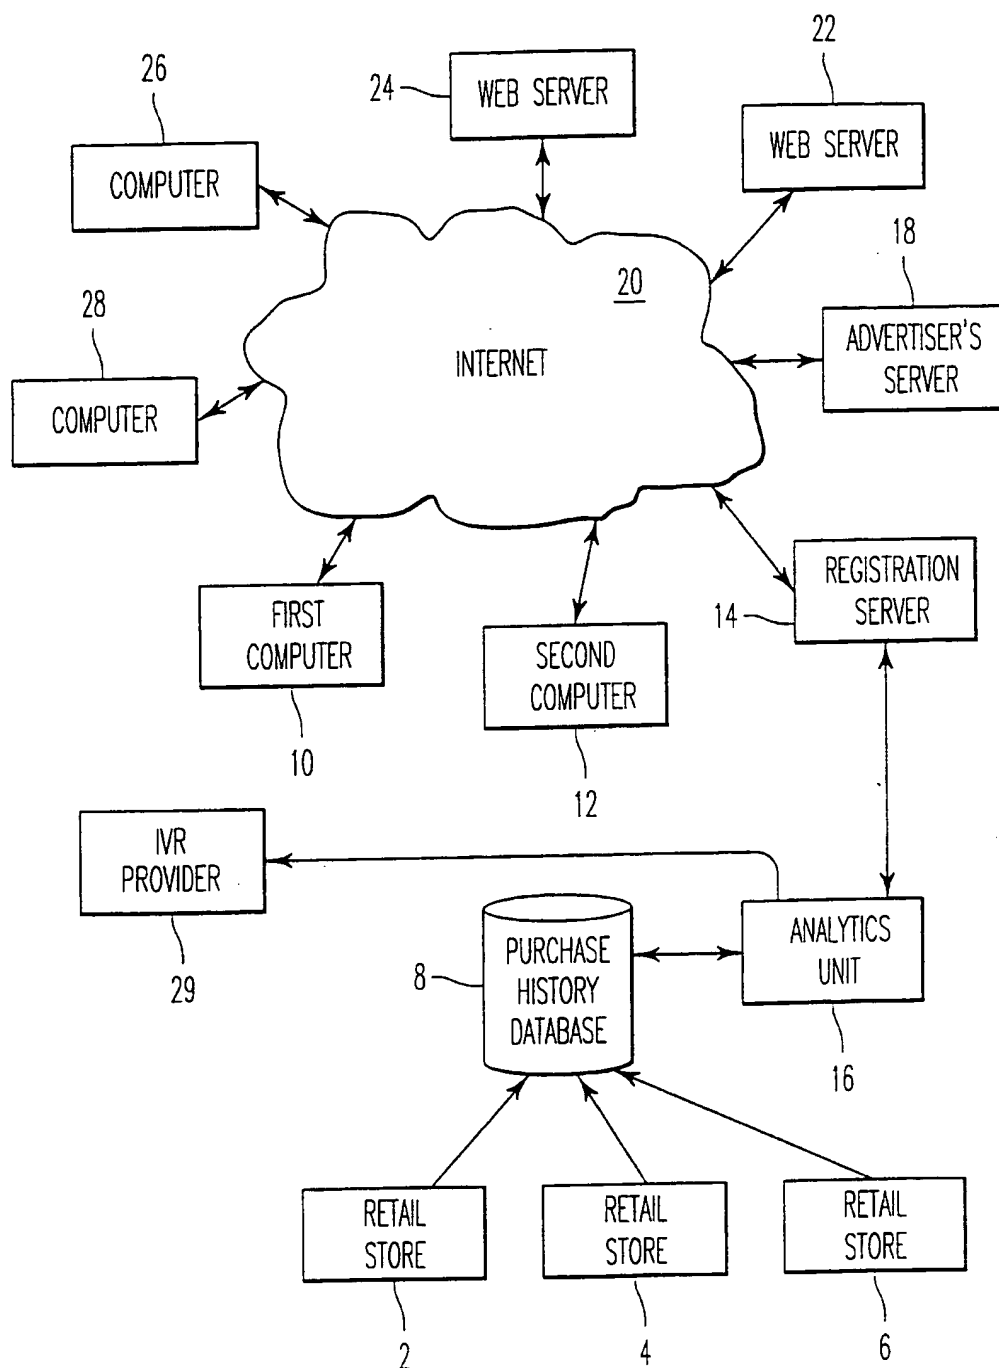 22
24
WEB SERVER
26
WEB SERVER
COMPUTER
18
20
28
ADVERTISER'S
SERVER
INTERNET
COMPUTER
REGISTRATION
SERVER
14
FIRST
COMPUTER
SECOND
COMPUTER
10
12
IVR
PROVIDER
29
ANALYTICS
UNIT
16
PURCHASE
HISTORY
DATABASE
8
RETAIL
STORE
RETAIL
STORE
RETAIL
STORE
2
4
6